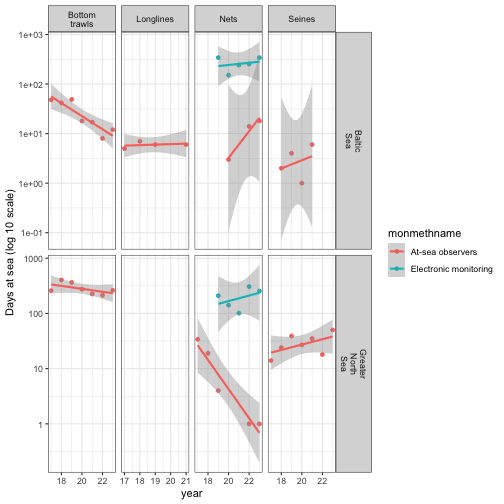 Bottom
trawls
Longlines
Nets
Seines
1e+03
1e+02
1e+01
1e+00
1e-01
Baltic
Sea
1000
100
10
1
Greater
North
Sea
18 20 22
17 18 19 20 21
18 20 22
18 20 22
year
Days at sea (log 10 scale)
monmethname
At-sea observers
Electronic monitoring